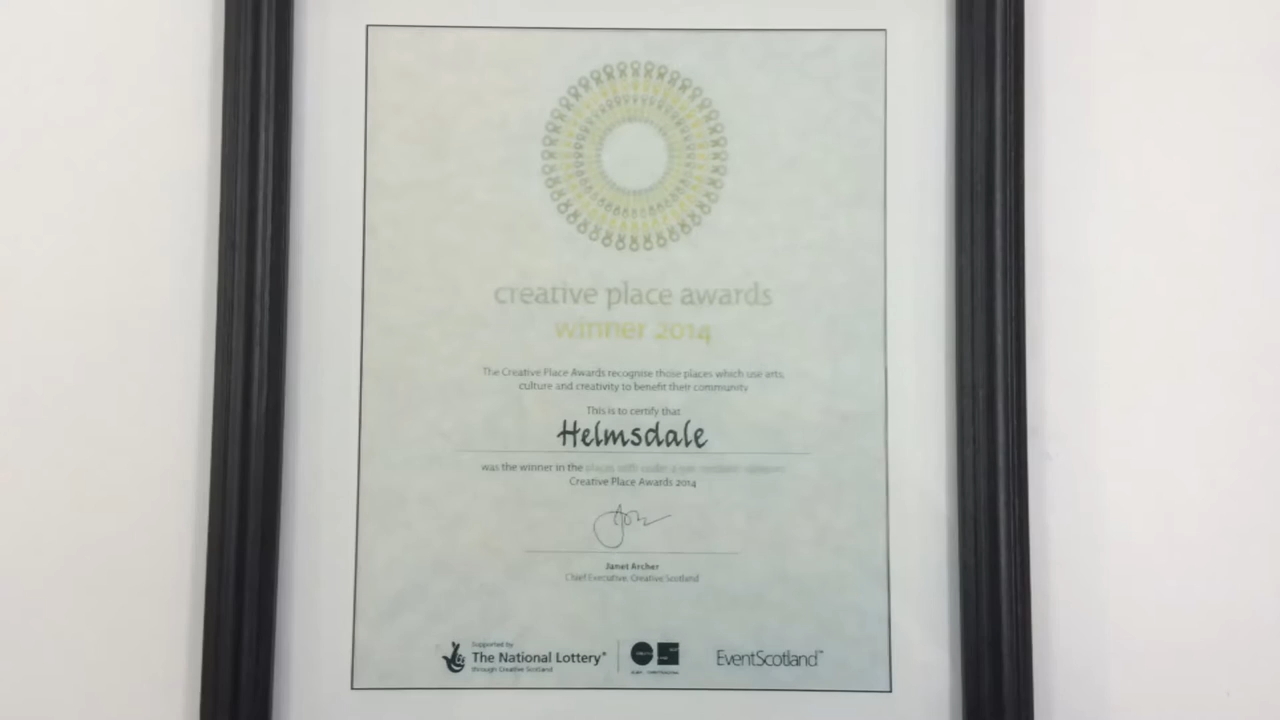 creative place awards
winner 2014
The Creative Place Awards recognise those places which use arts,
culture and creativity to benefit their community
This is to certify that
Helmsdale
was the winner in the
Creative Place Awards 2014
Janet Archer
Chief Executive, Creative Scotland
Supported by
The National Lottery®
through Creative Scotland
EventScotland™